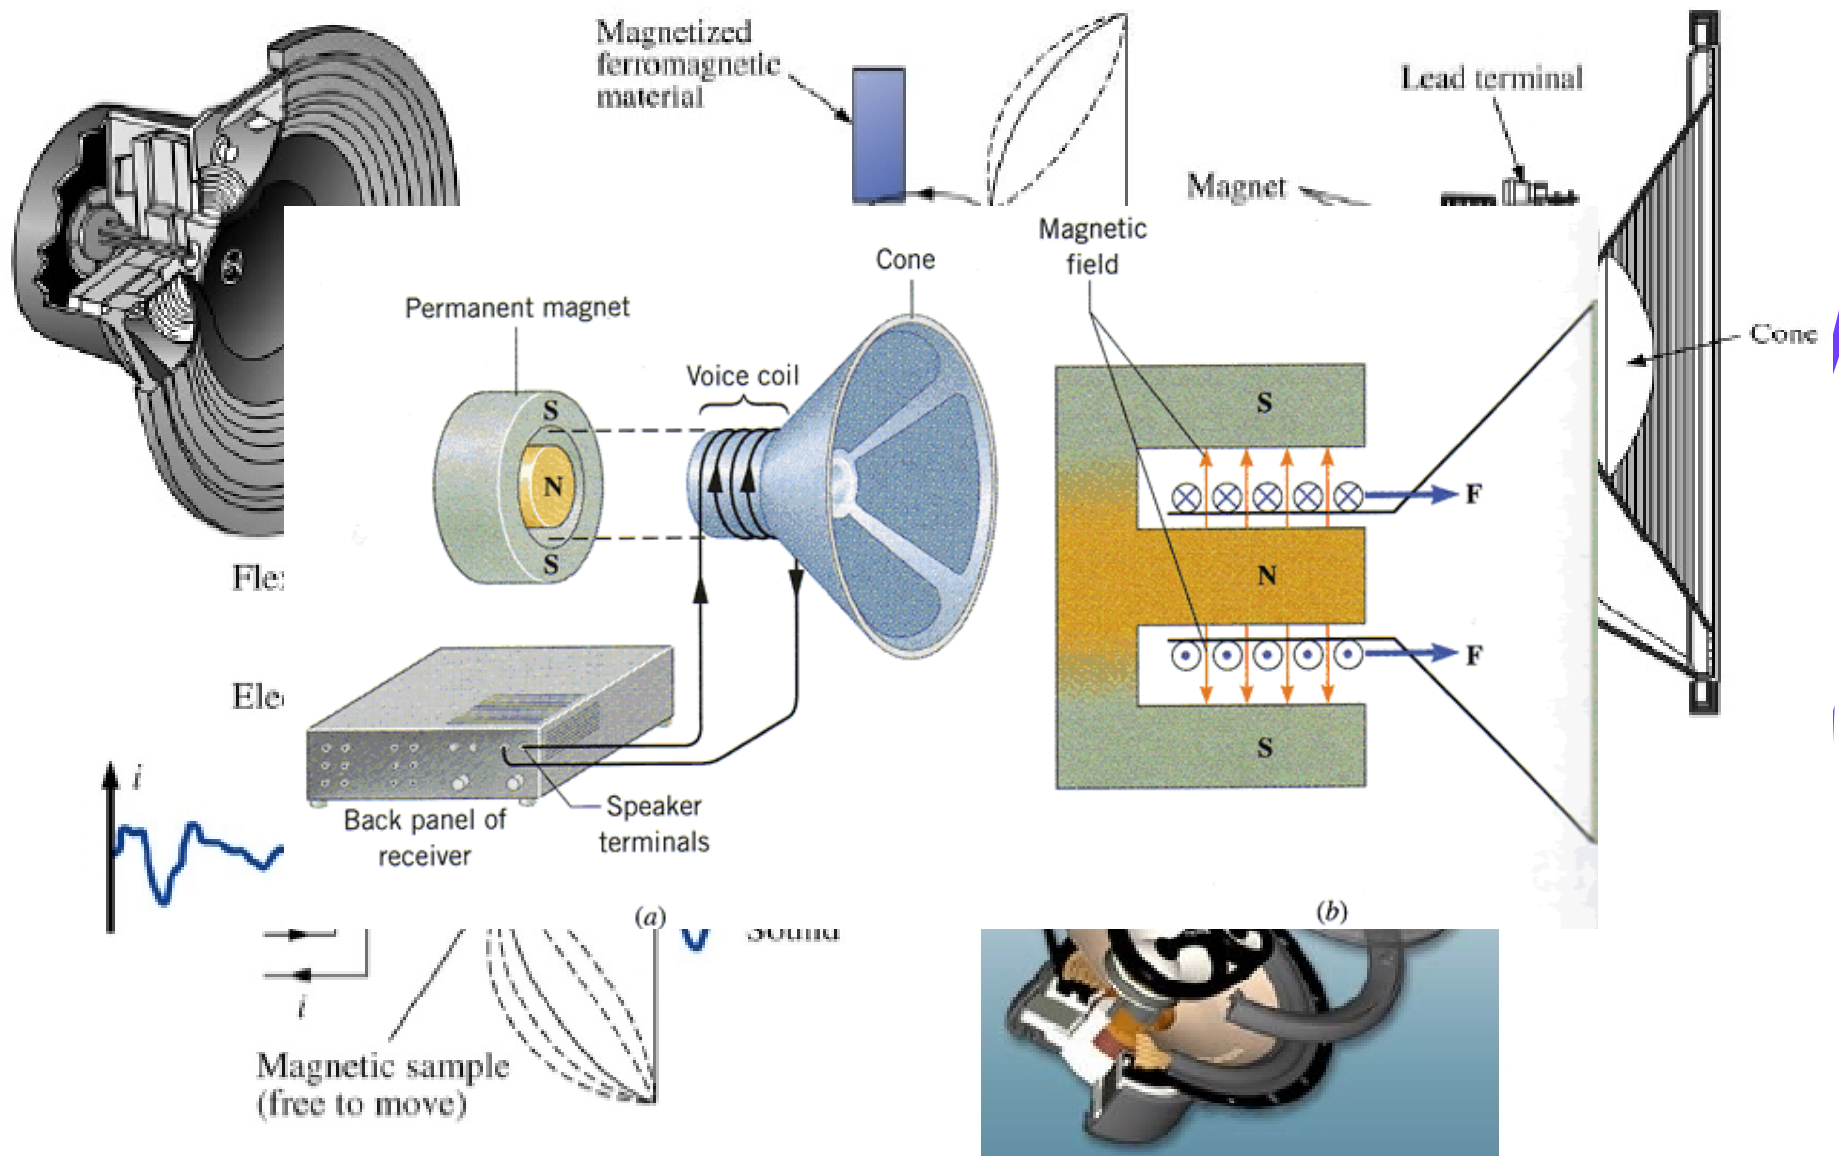 Magnetized
ferromagnetic
material
Lead terminal
Magnet
Cone
Magnetic
field
Cone
Permanent magnet
Voice coil
S
N
S
S
N
S
F
F
Speaker
terminals
Back panel of
receiver
(a)
(b)
i
i
Sound
Magnetic sample
(free to move)